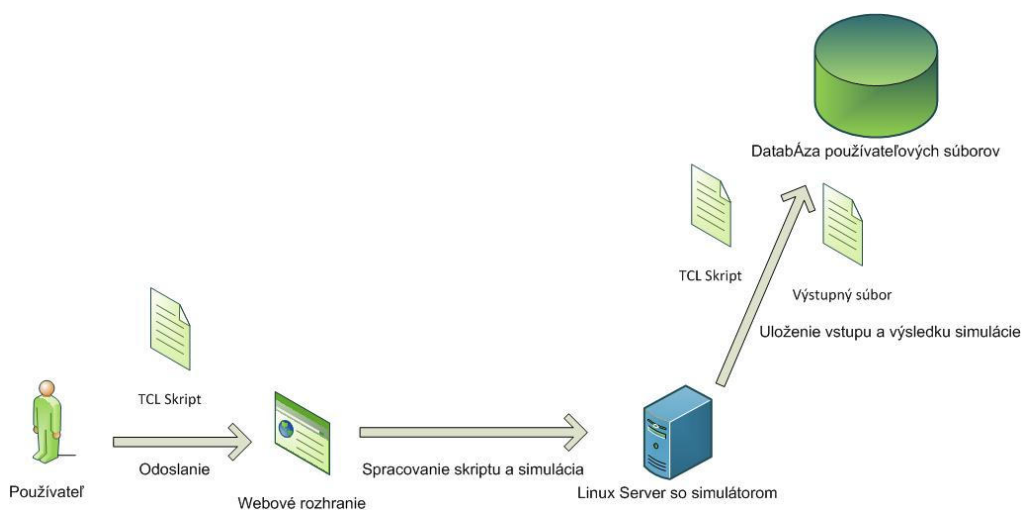 DatabÁza používateľových súborov
TCL Skript
Výstupný súbor
Uloženie vstupu a výsledku simulácie
TCL Skript
Odoslanie
Spracovanie skriptu a simulácia
Používateľ
Webové rozhranie
Linux Server so simulátorom